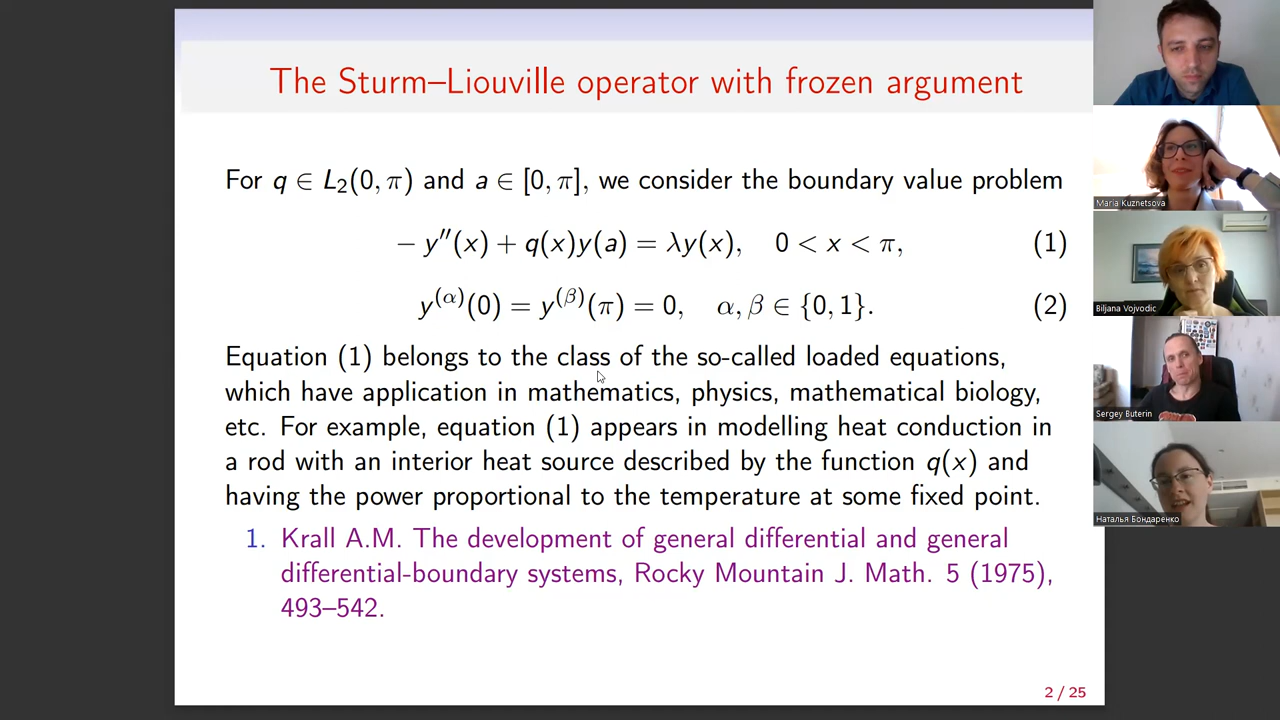 The Sturm–Liouville operator with frozen argument
For q ∈ L₂(0, π) and a ∈ [0, π], we consider the boundary value problem
− y″(x) + q(x)y(a) = λy(x), 0 < x < π, (1)
y^(α)(0) = y^(β)(π) = 0, α, β ∈ {0, 1}. (2)
Equation (1) belongs to the class of the so-called loaded equations,
which have application in mathematics, physics, mathematical biology,
etc. For example, equation (1) appears in modelling heat conduction in
a rod with an interior heat source described by the function q(x) and
having the power proportional to the temperature at some fixed point.
1. Krall A.M. The development of general differential and general
differential-boundary systems, Rocky Mountain J. Math. 5 (1975),
493–542.
2 / 25
Maria Kuznetsova
Biljana Vojvodic
Sergey Buterin
Наталья Бондаренко